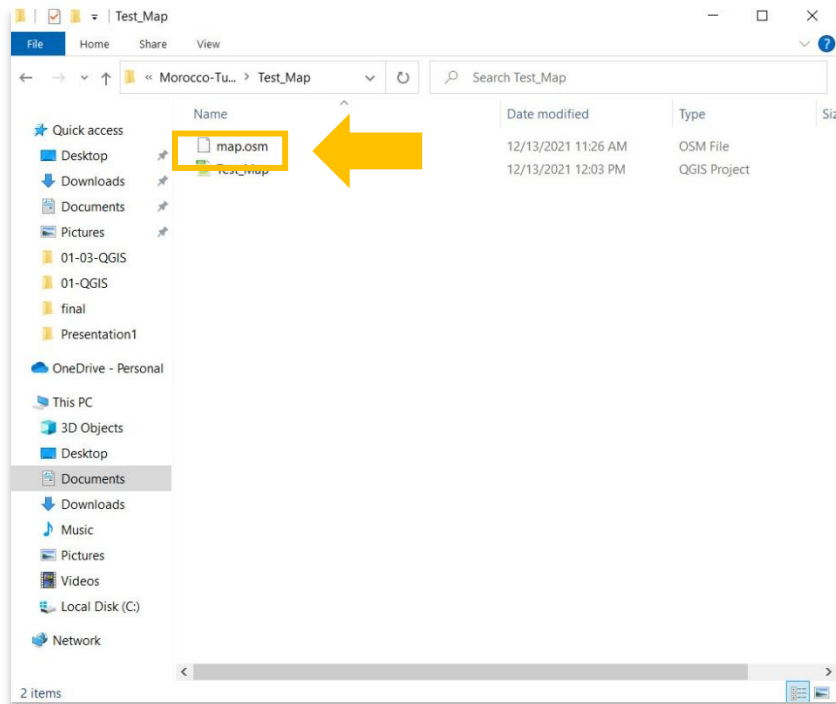 Test_Map
File Home Share View
« Morocco-Tu... > Test_Map Search Test_Map
Name Date modified Type Siz
Quick access
map.osm 12/13/2021 11:26 AM OSM File
Desktop
Test_Map 12/13/2021 12:03 PM QGIS Project
Downloads
Documents
Pictures
01-03-QGIS
01-QGIS
final
Presentation1
OneDrive - Personal
This PC
3D Objects
Desktop
Documents
Downloads
Music
Pictures
Videos
Local Disk (C:)
Network
2 items